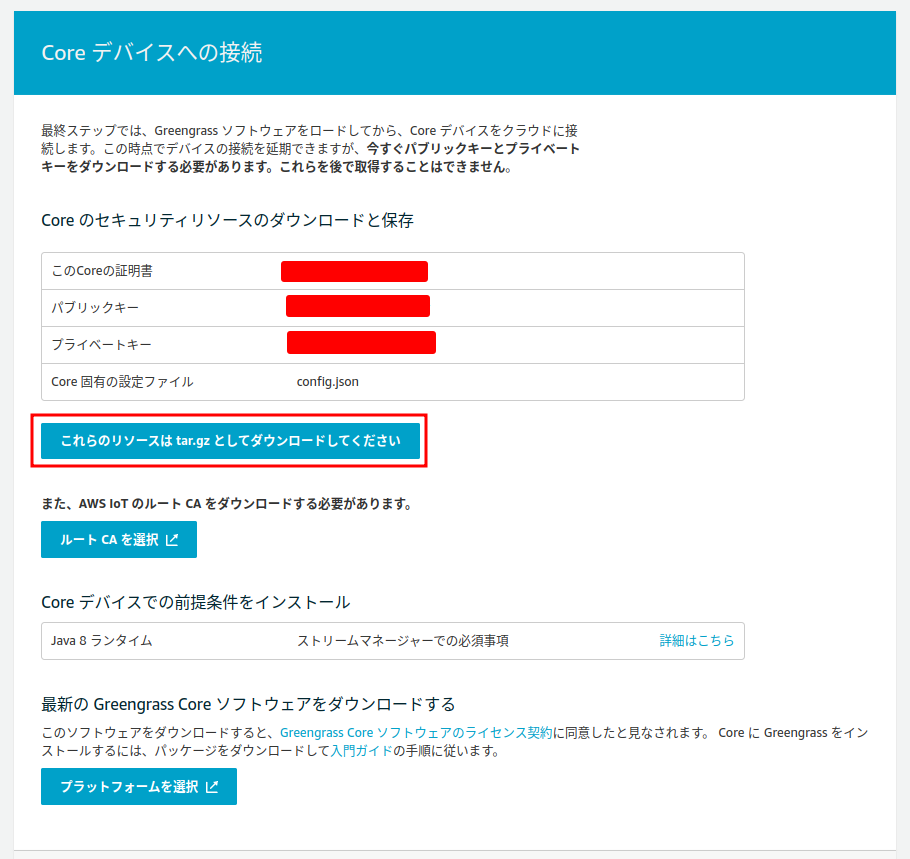 Core デバイスへの接続
最終ステップでは、Greengrass ソフトウェアをロードしてから、Core デバイスをクラウドに接
続します。この時点でデバイスの接続を延期できますが、今すぐパブリックキーとプライベート
キーをダウンロードする必要があります。これらを後で取得することはできません。
Core のセキュリティリソースのダウンロードと保存
このCoreの証明書
パブリックキー
プライベートキー
Core 固有の設定ファイル config.json
これらのリソースは tar.gz としてダウンロードしてください
また、AWS IoT のルート CA をダウンロードする必要があります。
ルート CA を選択
Core デバイスでの前提条件をインストール
Java 8 ランタイム ストリームマネージャーでの必須事項 詳細はこちら
最新の Greengrass Core ソフトウェアをダウンロードする
このソフトウェアをダウンロードすると、Greengrass Core ソフトウェアのライセンス契約に同意したと見なされます。 Core に Greengrass をイン
ストールするには、パッケージをダウンロードして入門ガイドの手順に従います。
プラットフォームを選択